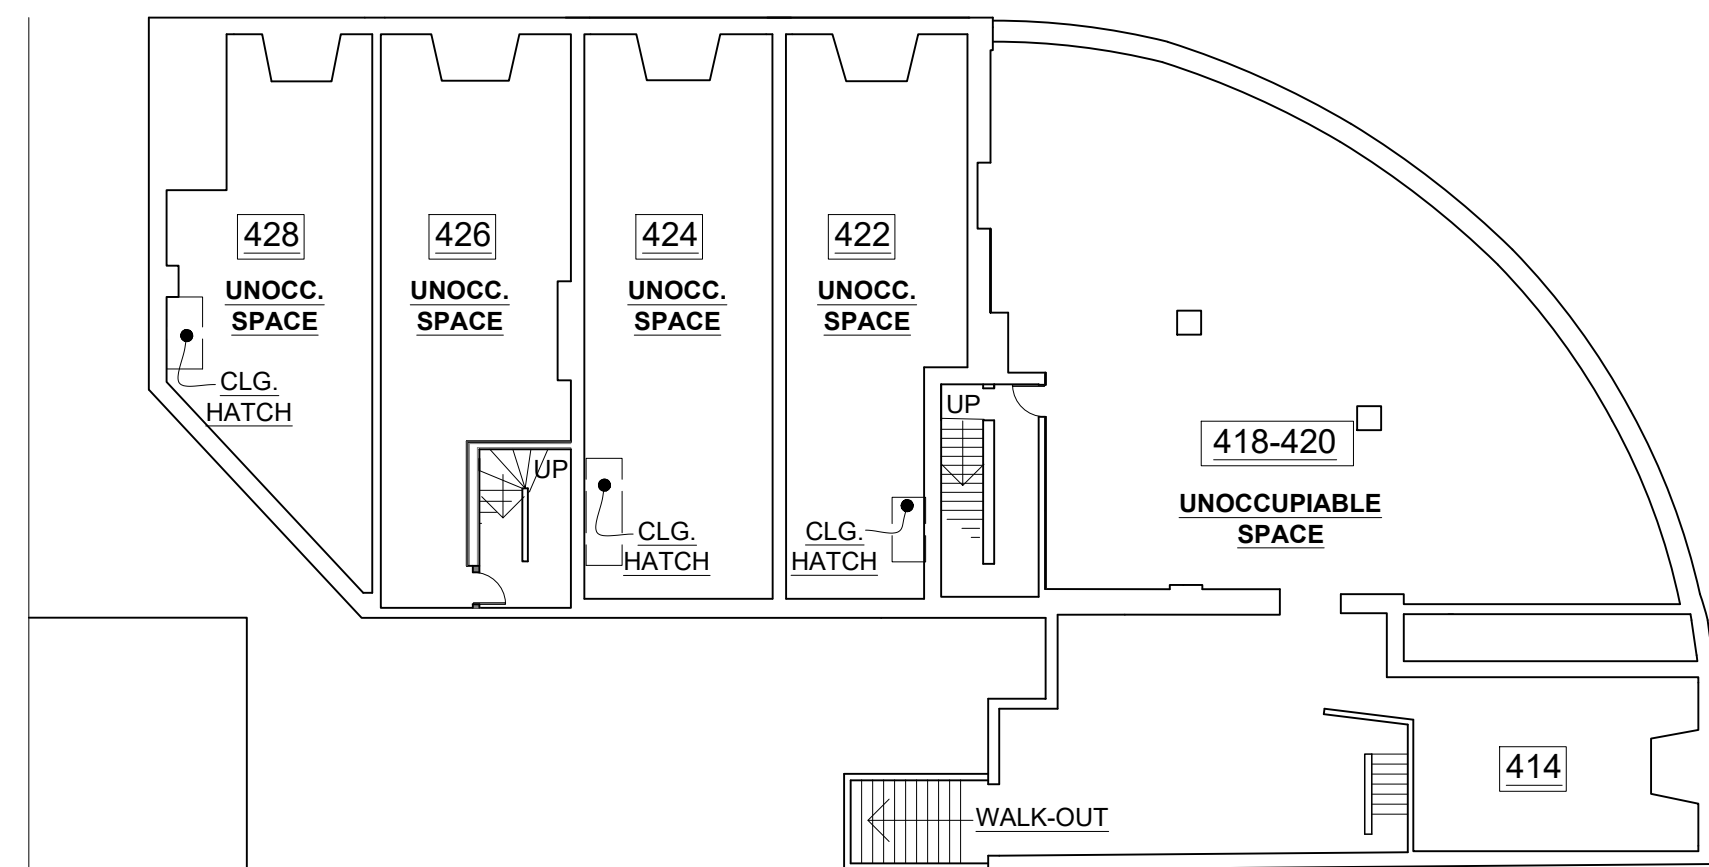 428
UNOCC.
SPACE
CLG.
HATCH
426
UNOCC.
SPACE
UP
424
UNOCC.
SPACE
CLG.
HATCH
422
UNOCC.
SPACE
CLG.
HATCH
UP
418-420
UNOCCUPIABLE
SPACE
414
WALK-OUT